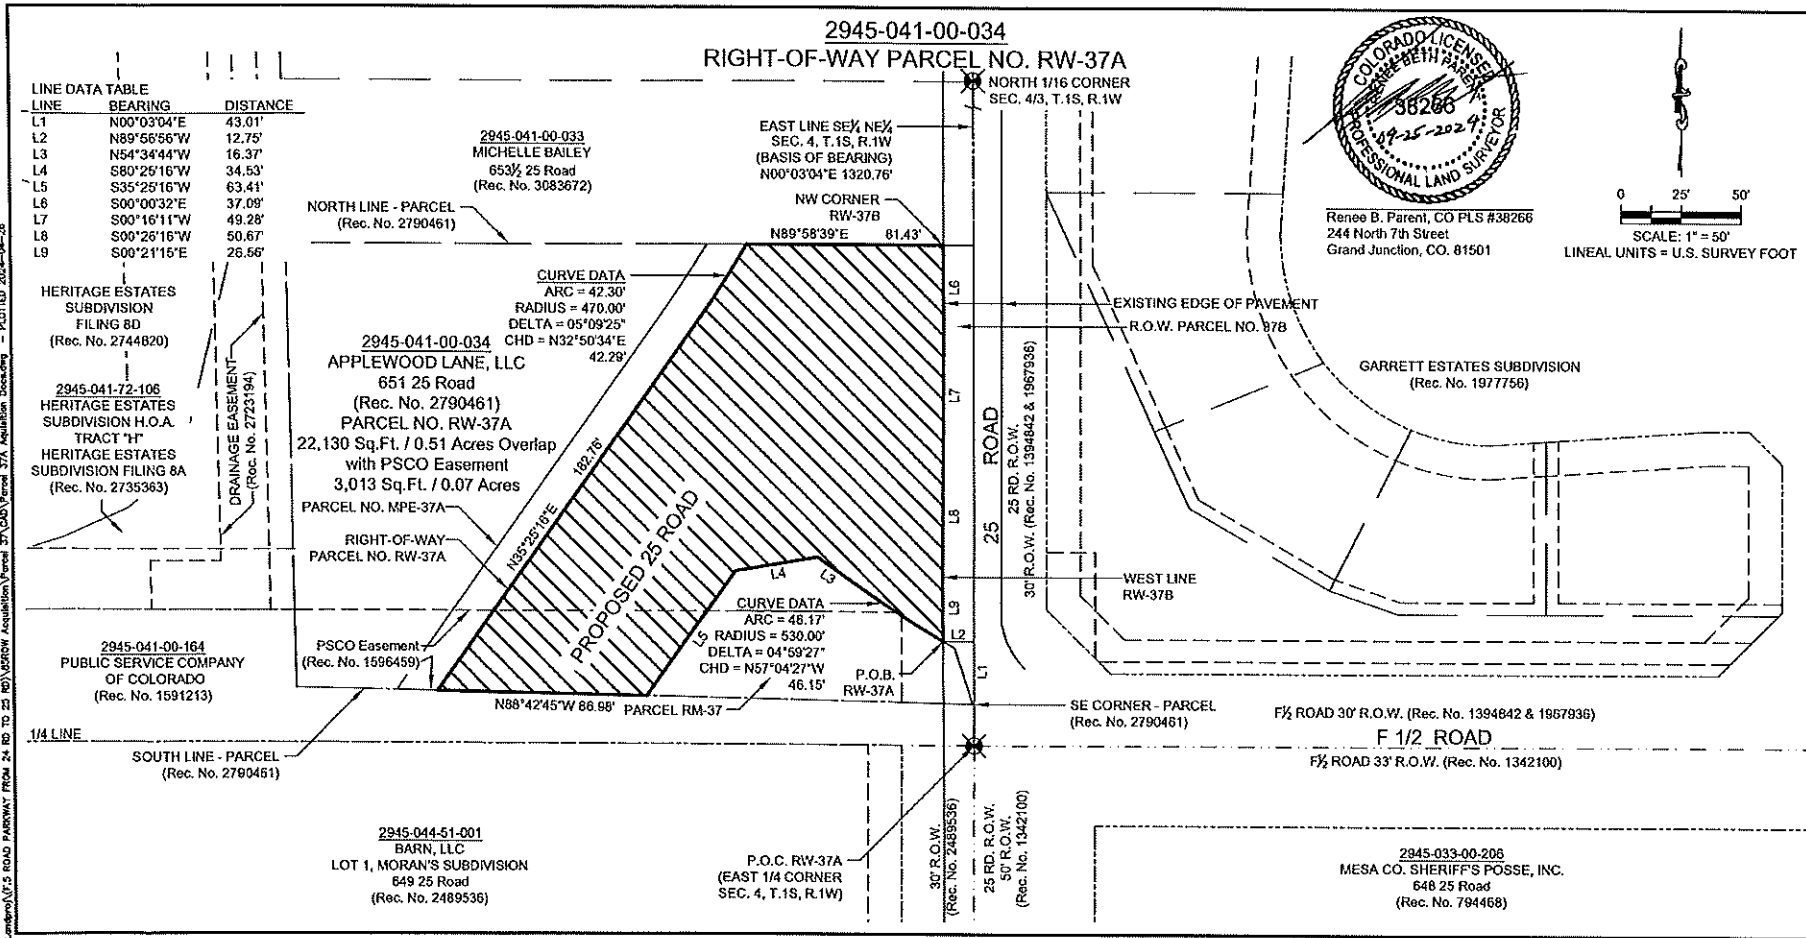 2945-041-00-034
RIGHT-OF-WAY PARCEL NO. RW-37A
LINE DATA TABLE
LINE BEARING DISTANCE
L1 N00°03'04"E 43.01'
L2 N89°56'56"W 12.75'
L3 N54°34'44"W 16.37'
L4 S80°25'16"W 34.53'
L5 S35°25'16"W 63.41'
L6 S00°00'32"E 37.09'
L7 S00°16'11"W 49.28'
L8 S00°26'16"W 50.67'
L9 S00°21'15"E 26.56'
HERITAGE ESTATES
SUBDIVISION
FILING 8D
(Rec. No. 2744820)
2945-041-72-106
HERITAGE ESTATES
SUBDIVISION H.O.A.
TRACT "H"
HERITAGE ESTATES
SUBDIVISION FILING 8A
(Rec. No. 2735363)
DRAINAGE EASEMENT
(Rec. No. 2723194)
2945-041-00-164
PUBLIC SERVICE COMPANY
OF COLORADO
(Rec. No. 1591213)
1/4 LINE
SOUTH LINE - PARCEL
(Rec. No. 2790461)
2945-041-00-033
MICHELLE BAILEY
653½ 25 Road
(Rec. No. 3083672)
NORTH LINE - PARCEL
(Rec. No. 2790461)
CURVE DATA
ARC = 42.30'
RADIUS = 470.00'
DELTA = 05°09'25"
CHD = N32°50'34"E
42.29'
2945-041-00-034
APPLEWOOD LANE, LLC
651 25 Road
(Rec. No. 2790461)
PARCEL NO. RW-37A
22,130 Sq.Ft. / 0.51 Acres Overlap
with PSCO Easement
3,013 Sq.Ft. / 0.07 Acres
PARCEL NO. MPE-37A
RIGHT-OF-WAY
PARCEL NO. RW-37A
PSCO Easement
(Rec. No. 1596459)
N35°25'16"E 182.76'
PROPOSED 25 ROAD
N88°42'45"W 86.98'
PARCEL RM-37
NORTH 1/16 CORNER
SEC. 4/3, T.1S, R.1W
EAST LINE SE¼ NE¼
SEC. 4, T.1S, R.1W
(BASIS OF BEARING)
N00°03'04"E 1320.76'
NW CORNER
RW-37B
N89°58'39"E 81.43'
L6
L7
L8
L9
L4
L3
L5
L2
L1
CURVE DATA
ARC = 46.17'
RADIUS = 530.00'
DELTA = 04°59'27"
CHD = N57°04'27"W
46.15'
P.O.B.
RW-37A
EXISTING EDGE OF PAVEMENT
R.O.W. PARCEL NO. 37B
25 ROAD
25 RD. R.O.W.
30' R.O.W. (Rec. No. 1394842 & 1967936)
WEST LINE
RW-37B
SE CORNER - PARCEL
(Rec. No. 2790461)
GARRETT ESTATES SUBDIVISION
(Rec. No. 1977756)
F½ ROAD 30' R.O.W. (Rec. No. 1394842 & 1967936)
F 1/2 ROAD
F½ ROAD 33' R.O.W. (Rec. No. 1342100)
2945-044-51-001
BARN, LLC
LOT 1, MORAN'S SUBDIVISION
649 25 Road
(Rec. No. 2489536)
P.O.C. RW-37A
(EAST 1/4 CORNER
SEC. 4, T.1S, R.1W)
30' R.O.W.
(Rec. No. 2489536)
25 RD. R.O.W.
50' R.O.W.
(Rec. No. 1342100)
2945-033-00-206
MESA CO. SHERIFF'S POSSE, INC.
648 25 Road
(Rec. No. 794468)
COLORADO LICENSED
RENEE BETH PARENT
38266
04-25-2024
PROFESSIONAL LAND SURVEYOR
Renee B. Parent, CO PLS #38266
244 North 7th Street
Grand Junction, CO. 81501
0 25' 50'
SCALE: 1" = 50'
LINEAL UNITS = U.S. SURVEY FOOT